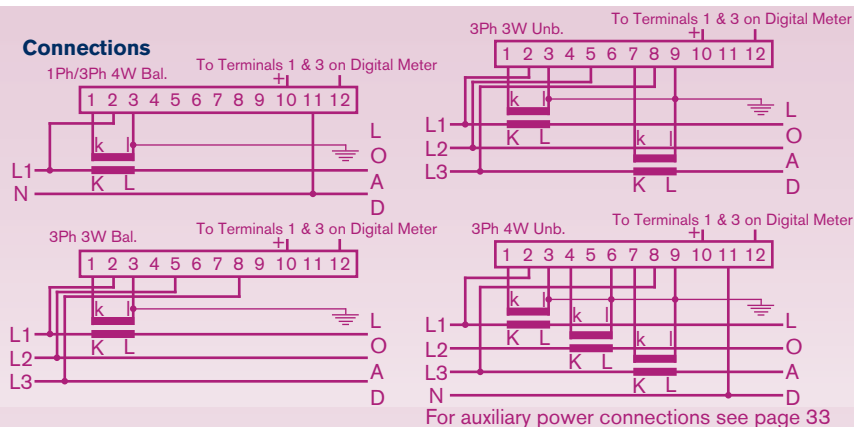 Connections
1Ph/3Ph 4W Bal.
To Terminals 1 & 3 on Digital Meter
+
1 2 3 4 5 6 7 8 9 10 11 12
k l
L1
K L
N
L
O
A
D
3Ph 3W Unb.
To Terminals 1 & 3 on Digital Meter
+
1 2 3 4 5 6 7 8 9 10 11 12
k l
L1
K L
L2
k l
L3
K L
L
O
A
D
3Ph 3W Bal.
To Terminals 1 & 3 on Digital Meter
+
1 2 3 4 5 6 7 8 9 10 11 12
k l
L1
K L
L2
L3
L
O
A
D
3Ph 4W Unb.
To Terminals 1 & 3 on Digital Meter
+
1 2 3 4 5 6 7 8 9 10 11 12
k l
L1
K L
k l
L2
K L
k l
L3
K L
N
L
O
A
D
For auxiliary power connections see page 33